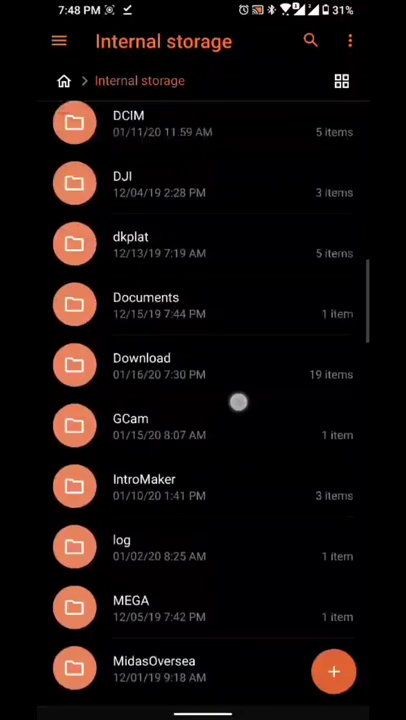 7:48 PM
31%
Internal storage
Internal storage
DCIM
01/11/20 11:59 AM
5 items
DJI
12/04/19 2:28 PM
3 items
dkplat
12/13/19 7:19 AM
5 items
Documents
12/15/19 7:44 PM
1 item
Download
01/16/20 7:30 PM
19 items
GCam
01/15/20 8:07 AM
1 item
IntroMaker
01/10/20 1:41 PM
3 items
log
01/02/20 8:25 AM
1 item
MEGA
12/05/19 7:42 PM
1 item
MidasOversea
12/01/19 9:18 AM